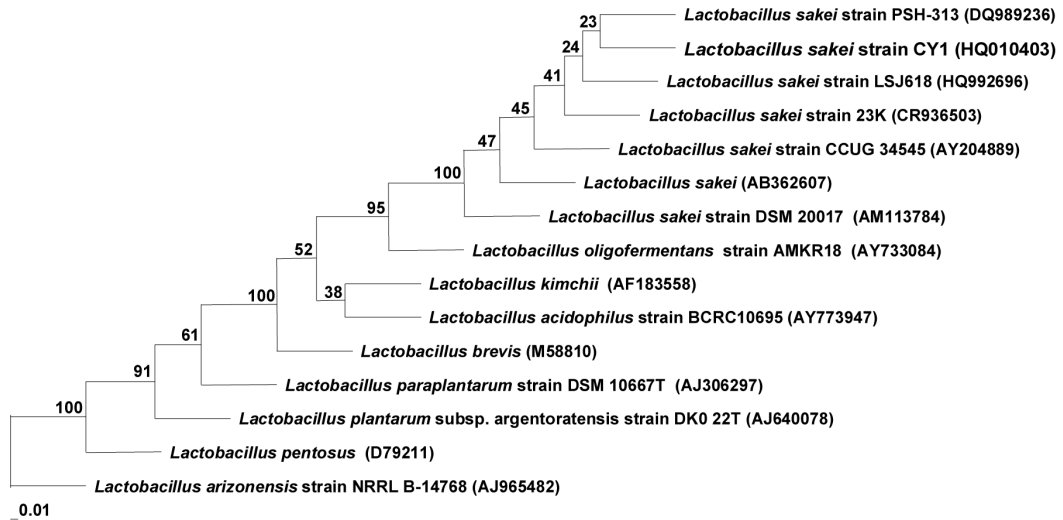 23
Lactobacillus sakei strain PSH-313 (DQ989236)
Lactobacillus sakei strain CY1 (HQ010403)
24
Lactobacillus sakei strain LSJ618 (HQ992696)
41
Lactobacillus sakei strain 23K (CR936503)
45
Lactobacillus sakei strain CCUG 34545 (AY204889)
47
Lactobacillus sakei (AB362607)
100
Lactobacillus sakei strain DSM 20017 (AM113784)
95
Lactobacillus oligofermentans strain AMKR18 (AY733084)
52
Lactobacillus kimchii (AF183558)
38
Lactobacillus acidophilus strain BCRC10695 (AY773947)
100
Lactobacillus brevis (M58810)
61
Lactobacillus paraplantarum strain DSM 10667T (AJ306297)
91
Lactobacillus plantarum subsp. argentoratensis strain DK0 22T (AJ640078)
100
Lactobacillus pentosus (D79211)
Lactobacillus arizonensis strain NRRL B-14768 (AJ965482)
0.01